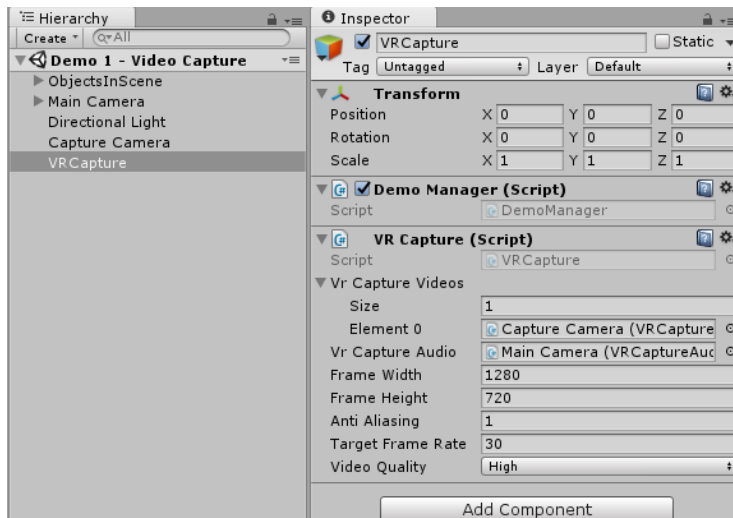 Hierarchy
Create
All
Demo 1 - Video Capture
ObjectsInScene
Main Camera
Directional Light
Capture Camera
VRCapture
Inspector
VRCapture Static
Tag Untagged Layer Default
Transform
Position X 0 Y 0 Z 0
Rotation X 0 Y 0 Z 0
Scale X 1 Y 1 Z 1
C# Demo Manager (Script)
Script DemoManager
C# VR Capture (Script)
Script VRCapture
Vr Capture Videos
Size 1
Element 0 Capture Camera (VRCapture
Vr Capture Audio Main Camera (VRCaptureAud
Frame Width 1280
Frame Height 720
Anti Aliasing 1
Target Frame Rate 30
Video Quality High
Add Component